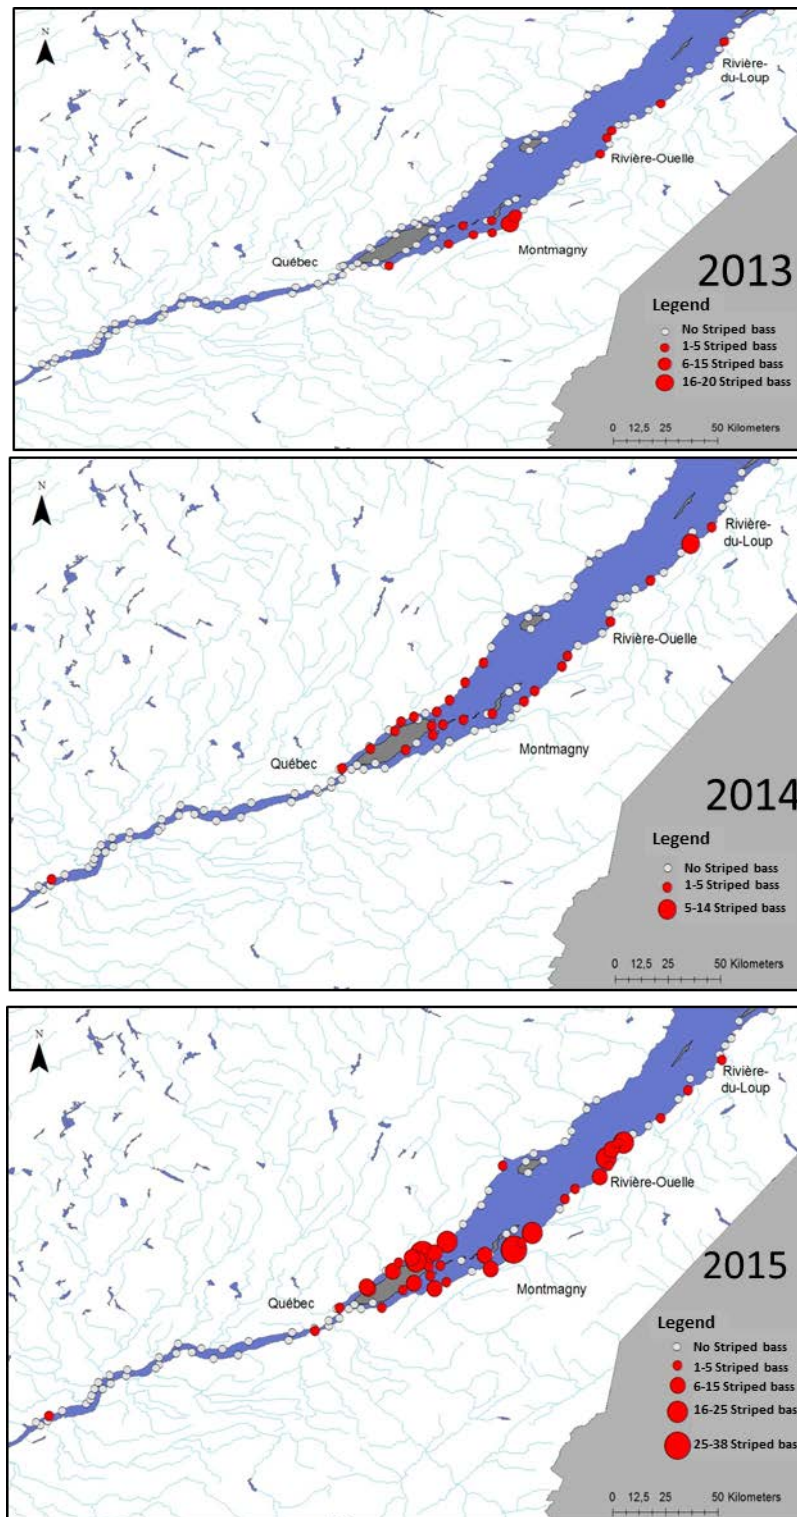 N
Rivière-
du-Loup
Rivière-Ouelle
Québec
Montmagny
2013
Legend
No Striped bass
1-5 Striped bass
6-15 Striped bass
16-20 Striped bass
0 12,5 25 50 Kilometers
N
Rivière-
du-Loup
Rivière-Ouelle
Québec
Montmagny
2014
Legend
No Striped bass
1-5 Striped bass
5-14 Striped bass
0 12,5 25 50 Kilometers
N
Rivière-
du-Loup
Rivière-Ouelle
Québec
Montmagny
2015
Legend
No Striped bass
1-5 Striped bass
6-15 Striped bass
16-25 Striped bass
25-38 Striped bass
0 12,5 25 50 Kilometers